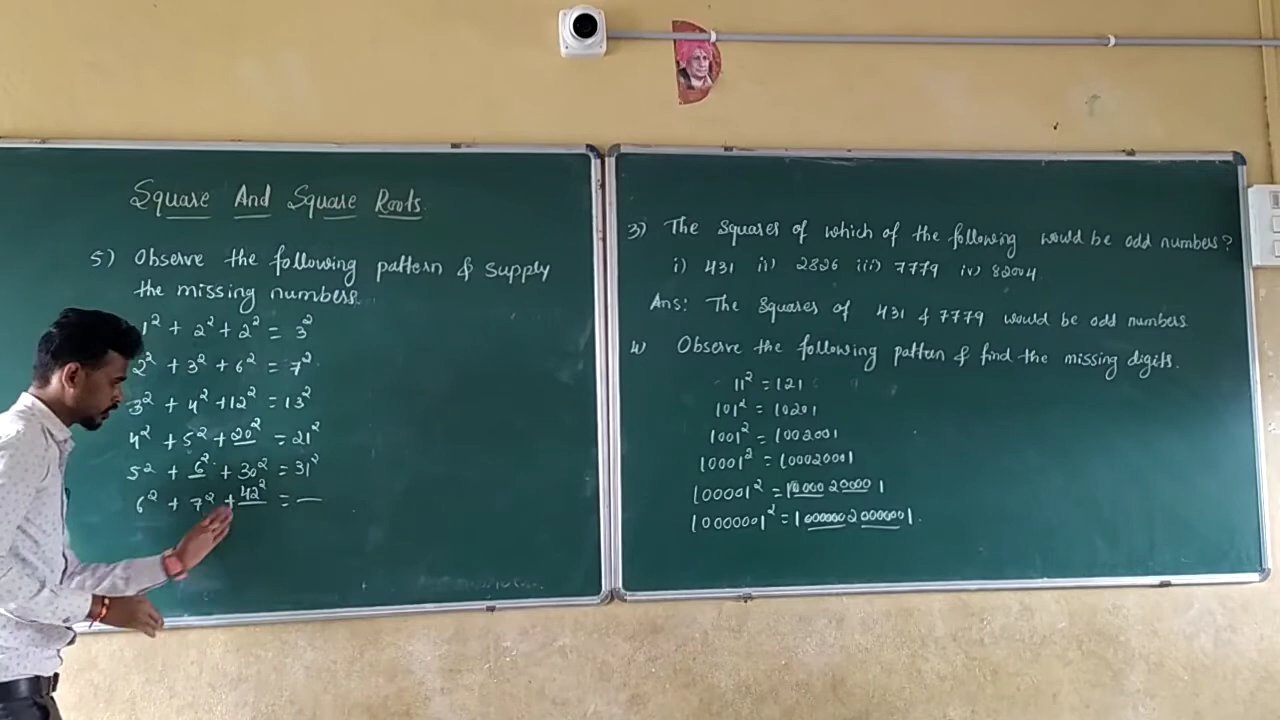 Square And Square Roots.
5) Observe the following pattern & supply
the missing numbers.
1² + 2² + 2² = 3²
2² + 3² + 6² = 7²
3² + 4² + 12² = 13²
4² + 5² + 20² = 21²
5² + 6² + 30² = 31²
6² + 7² + 42² = __
3) The squares of which of the following would be odd numbers?
i) 431 ii) 2826 iii) 7779 iv) 82004.
Ans: The squares of 431 & 7779 would be odd numbers
4) Observe the following pattern & find the missing digits.
11² = 121
101² = 10201
1001² = 1002001
10001² = 100020001
100001² = 10000200001
10000001² = 100000020000001.